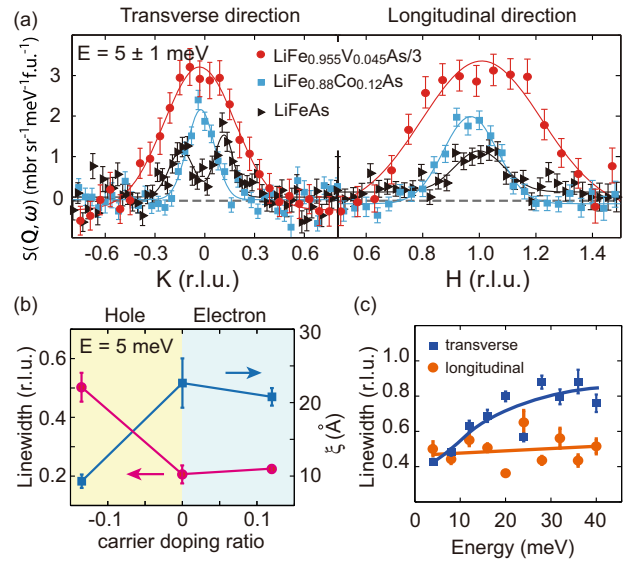 (a)
Transverse direction
Longitudinal direction
E = 5 ± 1 meV
LiFe0.955V0.045As/3
LiFe0.88Co0.12As
LiFeAs
S(Q,ω) (mbr sr⁻¹meV⁻¹f.u.⁻¹)
3
2
1
0
-0.6
-0.3
0
0.3
0.6
0.6
0.8
1.0
1.2
1.4
K (r.l.u.)
H (r.l.u.)
(b)
Hole
Electron
E = 5 meV
Linewidth (r.l.u.)
0.6
0.4
0.2
30
20
10
ξ (Å)
-0.1
0
0.1
carrier doping ratio
(c)
transverse
longitudinal
Linewidth (r.l.u.)
1.0
0.8
0.6
0.4
0
10
20
30
40
Energy (meV)